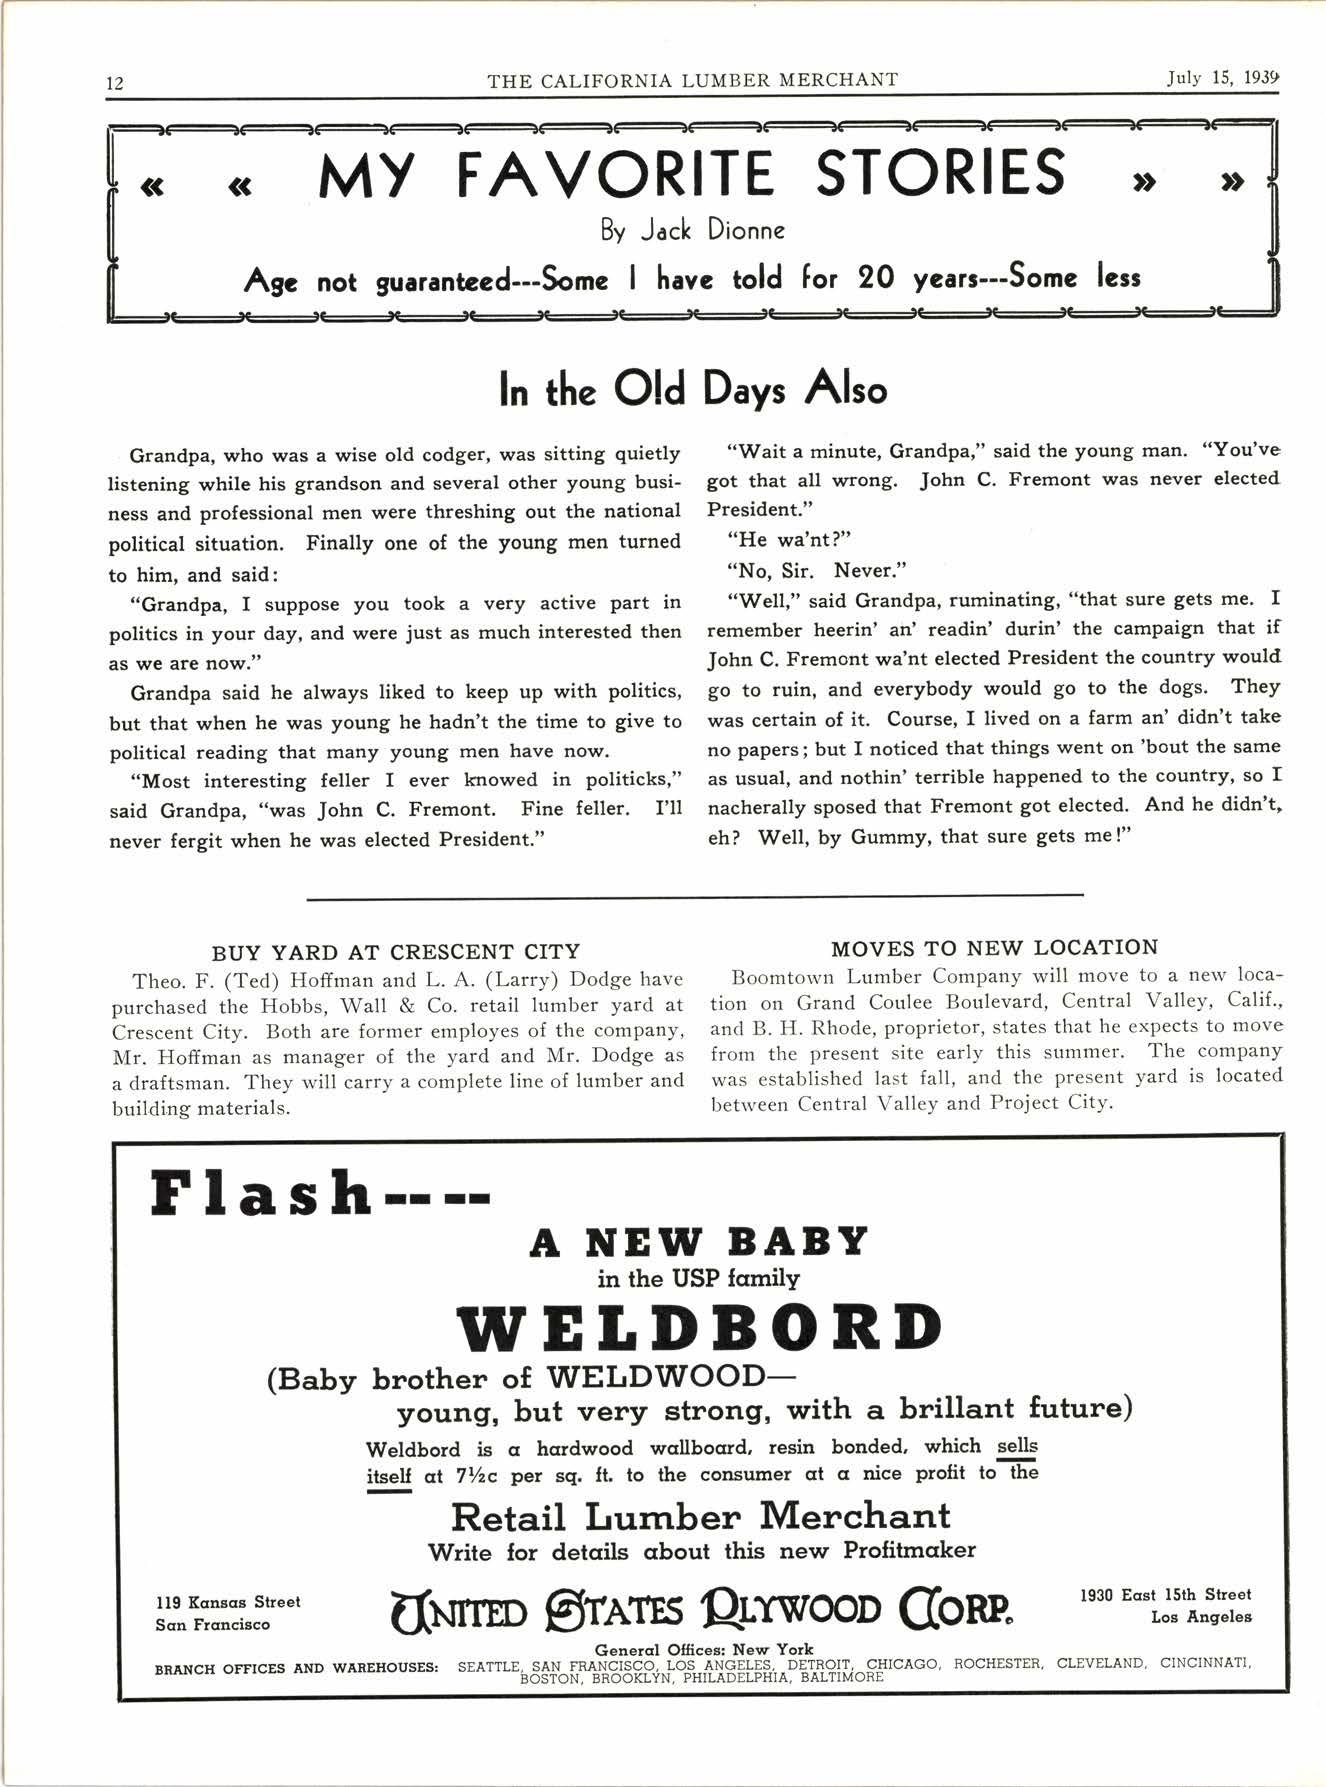 12
THE CALIFORNIA LUMBER MERCHANT
July 15, 1939
« « MY FAVORITE STORIES » »
By Jack Dionne
Age not guaranteed---Some I have told for 20 years---Some less
In the Old Days Also
Grandpa, who was a wise old codger, was sitting quietly
listening while his grandson and several other young busi-
ness and professional men were threshing out the national
political situation. Finally one of the young men turned
to him, and said:
"Grandpa, I suppose you took a very active part in
politics in your day, and were just as much interested then
as we are now."
Grandpa said he always liked to keep up with politics,
but that when he was young he hadn't the time to give to
political reading that many young men have now.
"Most interesting feller I ever knowed in politicks,"
said Grandpa, "was John C. Fremont. Fine feller. I'll
never fergit when he was elected President."
"Wait a minute, Grandpa," said the young man. "You've
got that all wrong. John C. Fremont was never elected
President."
"He wa'nt?"
"No, Sir. Never."
"Well," said Grandpa, ruminating, "that sure gets me. I
remember heerin' an' readin' durin' the campaign that if
John C. Fremont wa'nt elected President the country would
go to ruin, and everybody would go to the dogs. They
was certain of it. Course, I lived on a farm an' didn't take
no papers; but I noticed that things went on 'bout the same
as usual, and nothin' terrible happened to the country, so I
nacherally sposed that Fremont got elected. And he didn't,
eh? Well, by Gummy, that sure gets me!"
BUY YARD AT CRESCENT CITY
Theo. F. (Ted) Hoffman and L. A. (Larry) Dodge have
purchased the Hobbs, Wall & Co. retail lumber yard at
Crescent City. Both are former employes of the company,
Mr. Hoffman as manager of the yard and Mr. Dodge as
a draftsman. They will carry a complete line of lumber and
building materials.
MOVES TO NEW LOCATION
Boomtown Lumber Company will move to a new loca-
tion on Grand Coulee Boulevard, Central Valley, Calif.,
and B. H. Rhode, proprietor, states that he expects to move
from the present site early this summer. The company
was established last fall, and the present yard is located
between Central Valley and Project City.
Flash----
A NEW BABY
in the USP family
WELDBORD
(Baby brother of WELDWOOD—
young, but very strong, with a brillant future)
Weldbord is a hardwood wallboard, resin bonded, which sells
itself at 7½c per sq. ft. to the consumer at a nice profit to the
Retail Lumber Merchant
Write for details about this new Profitmaker
119 Kansas Street
San Francisco
UNITED STATES PLYWOOD CORP.
1930 East 15th Street
Los Angeles
General Offices: New York
BRANCH OFFICES AND WAREHOUSES: SEATTLE, SAN FRANCISCO, LOS ANGELES, DETROIT, CHICAGO, ROCHESTER, CLEVELAND, CINCINNATI,
BOSTON, BROOKLYN, PHILADELPHIA, BALTIMORE